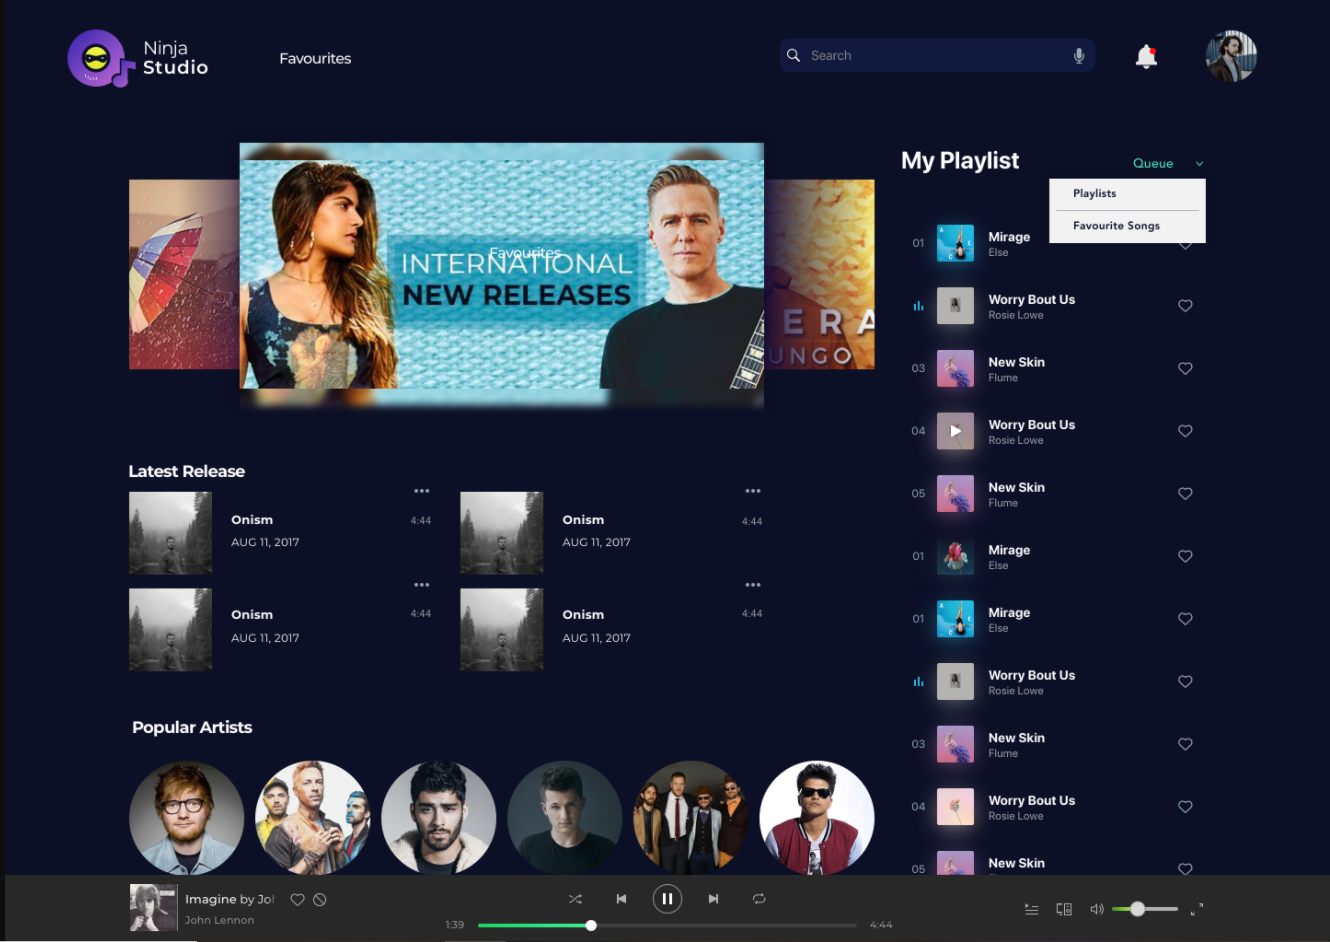 Ninja
Studio
Favourites
Search
My Playlist
Queue
Playlists
Favourite Songs
Favourites
INTERNATIONAL
NEW RELEASES
ERA
UNGO
01
Mirage
Else
Worry Bout Us
Rosie Lowe
03
New Skin
Flume
04
Worry Bout Us
Rosie Lowe
05
New Skin
Flume
01
Mirage
Else
01
Mirage
Else
Worry Bout Us
Rosie Lowe
03
New Skin
Flume
04
Worry Bout Us
Rosie Lowe
05
New Skin
Latest Release
Onism
4:44
AUG 11, 2017
Onism
4:44
AUG 11, 2017
Onism
4:44
AUG 11, 2017
Onism
4:44
AUG 11, 2017
Popular Artists
Imagine by Joh
John Lennon
1:39
4:44